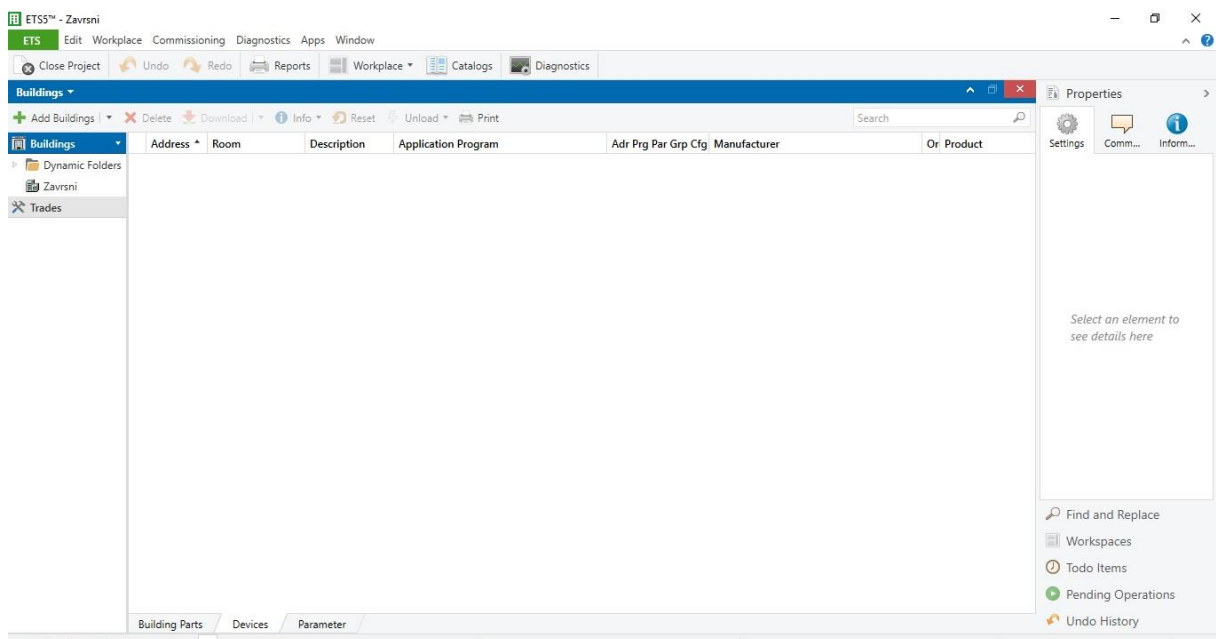 ETS5™ - Zavrsni
ETS Edit Workplace Commissioning Diagnostics Apps Window
Close Project Undo Redo Reports Workplace Catalogs Diagnostics
Buildings
Add Buildings Delete Download Info Reset Unload Print Search
Buildings Address Room Description Application Program Adr Prg Par Grp Cfg Manufacturer Or Product
Dynamic Folders
Zavrsni
Trades
Building Parts Devices Parameter
Properties
Settings Comm... Inform...
Select an element to
see details here
Find and Replace
Workspaces
Todo Items
Pending Operations
Undo History